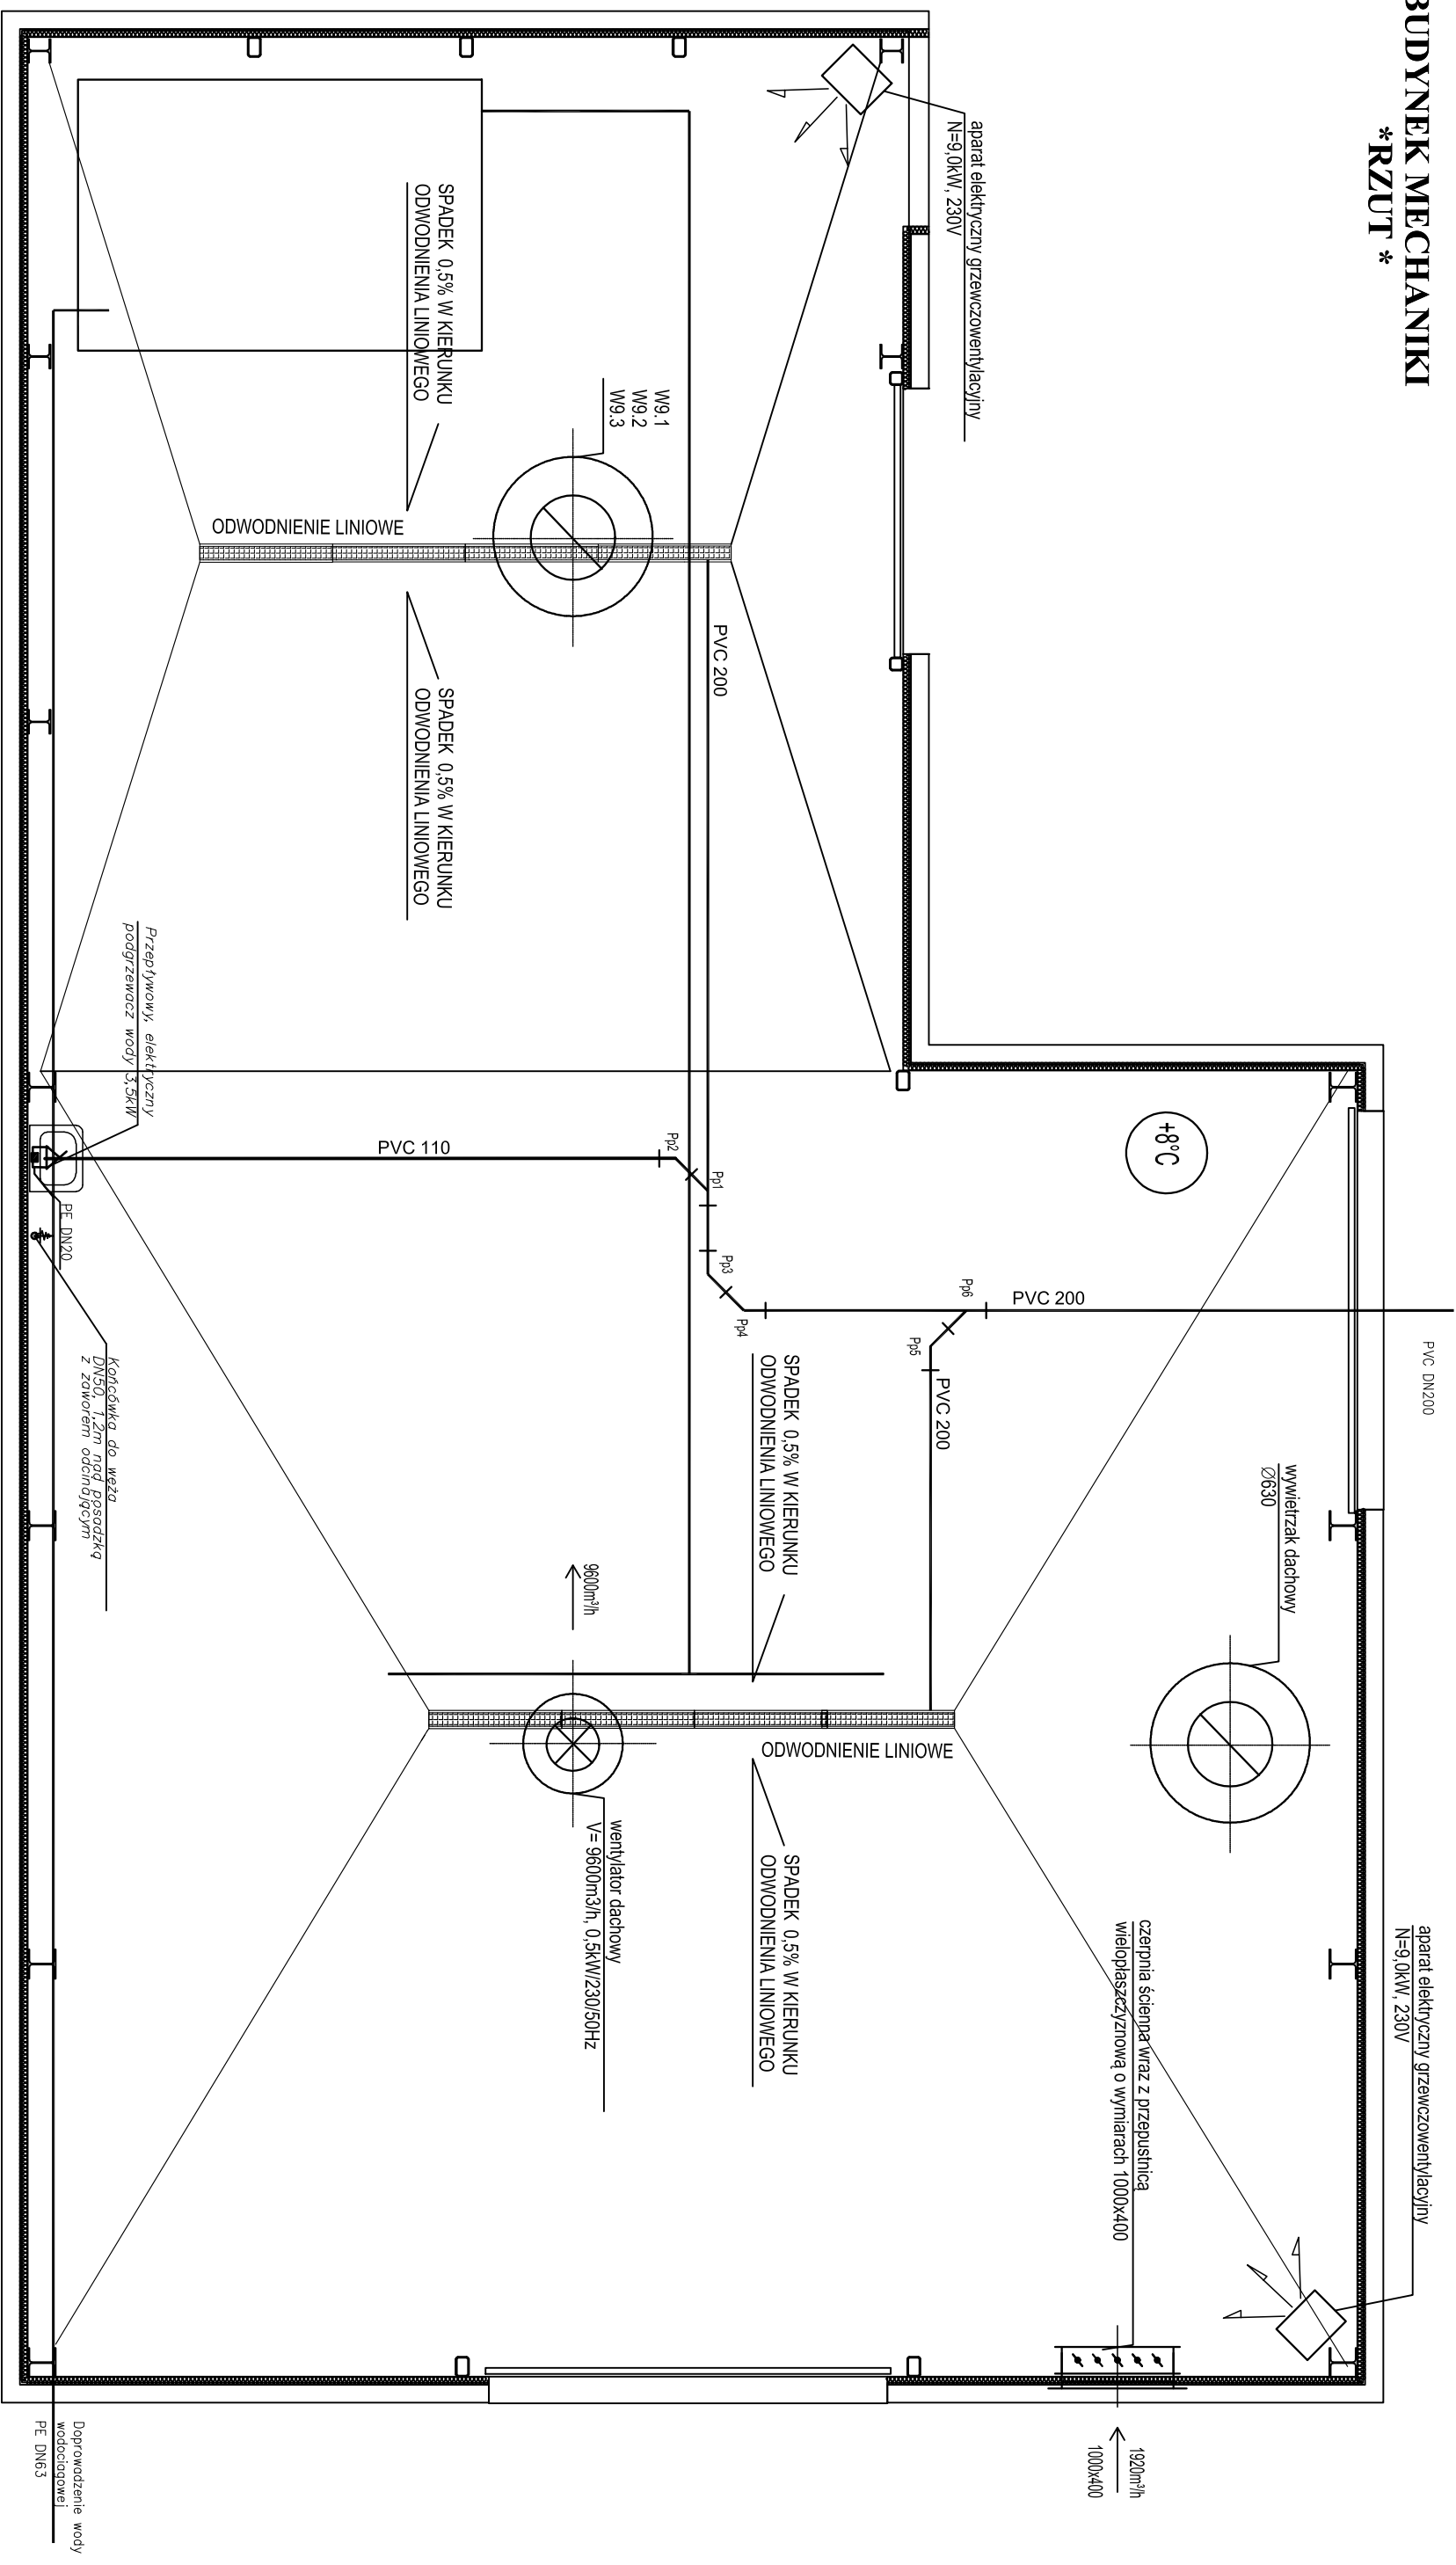 BUDYNEK MECHANIKI
*RZUT *
aparat elektryczny grzewczowentylacyjny
N=9,0kW, 230V
SPADEK 0,5% W KIERUNKU
ODWODNIENIA LINIOWEGO
W9.1
W9.2
W9.3
ODWODNIENIE LINIOWE
SPADEK 0,5% W KIERUNKU
ODWODNIENIA LINIOWEGO
PVC 200
Przepływowy, elektryczny
podgrzewacz wody 3,5kW
PVC 110
Pp2
Pp1
Pp3
Pp4
Pp5
Pp6
+8°C
PVC 200
PVC DN200
PVC 200
PE DN20
Końcówka do węża
DN50, 1,2m nad posadzką
z zaworem odcinającym
SPADEK 0,5% W KIERUNKU
ODWODNIENIA LINIOWEGO
wywietrzak dachowy
Ø630
9600m³/h
ODWODNIENIE LINIOWE
wentylator dachowy
V= 9600m3/h, 0,5kW/230/50Hz
SPADEK 0,5% W KIERUNKU
ODWODNIENIA LINIOWEGO
czerpnia ścienna wraz z przepustnicą
wielopłaszczyznową o wymiarach 1000x400
aparat elektryczny grzewczowentylacyjny
N=9,0kW, 230V
1920m³/h
1000x400
Doprowadzenie wody
wodociągowej
PE DN63